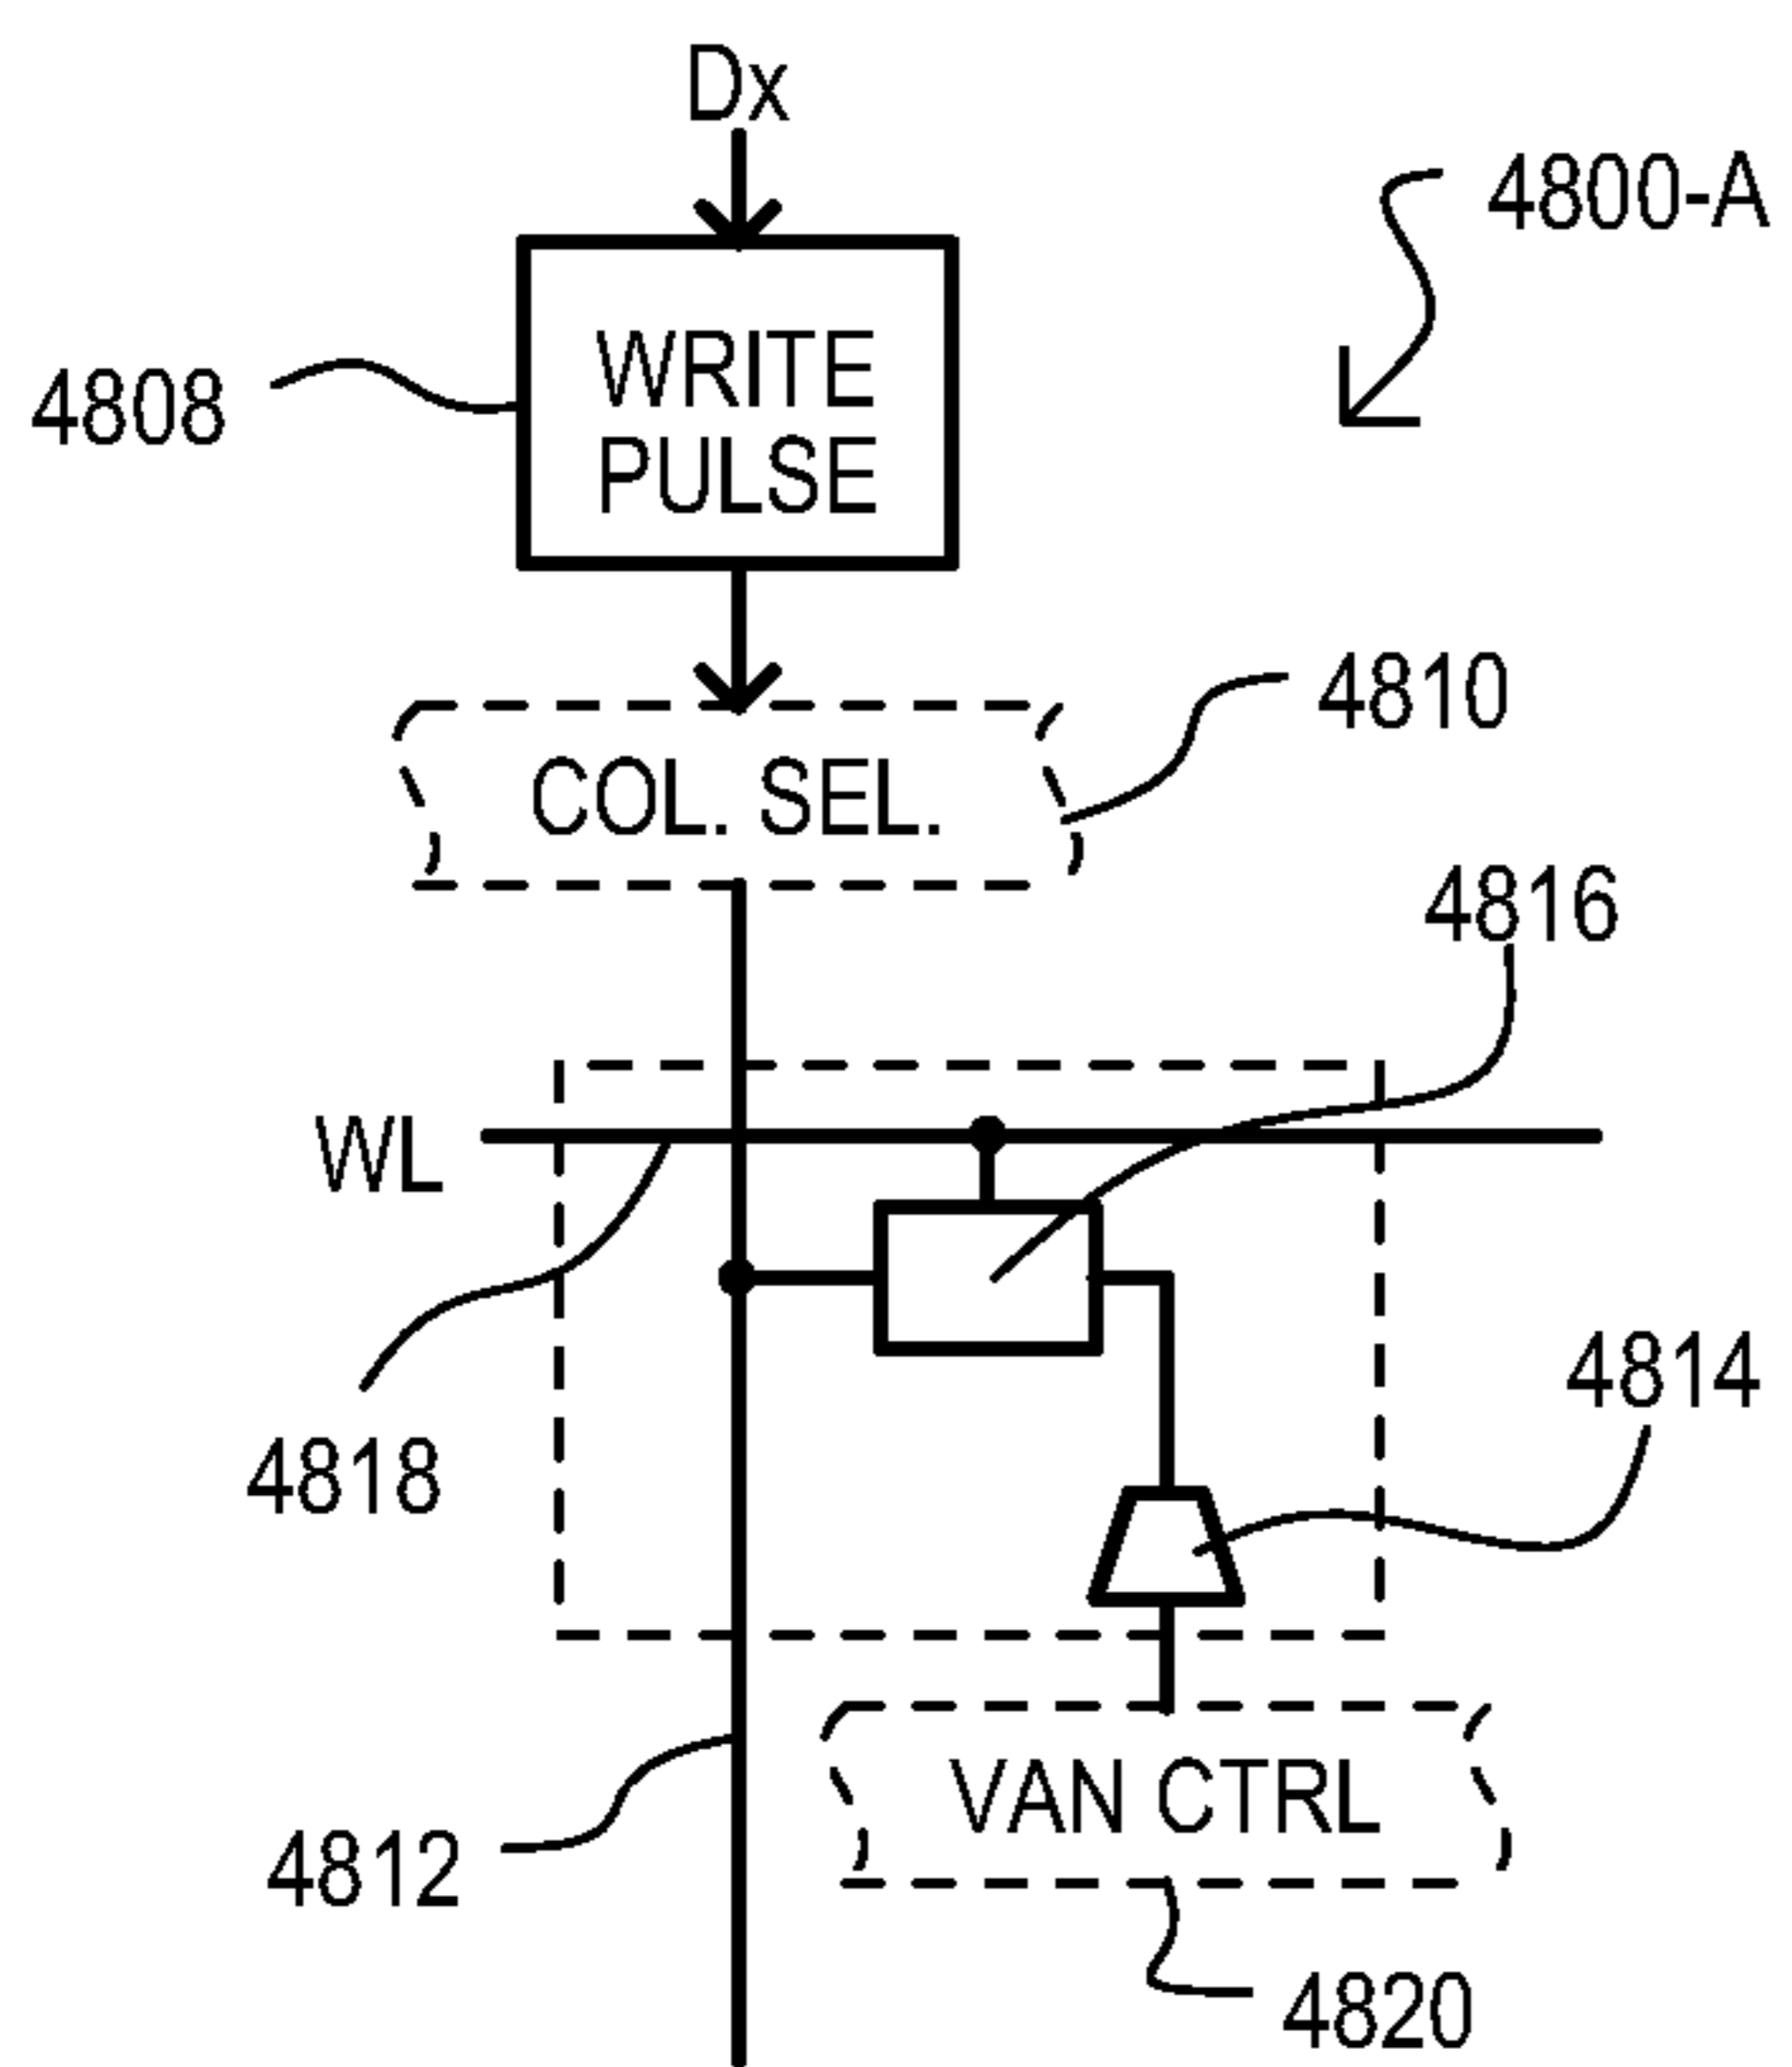 Dx
4800-A
WRITE
PULSE
4808
4810
COL. SEL.
4816
WL
4814
4818
VAN CTRL
4812
4820